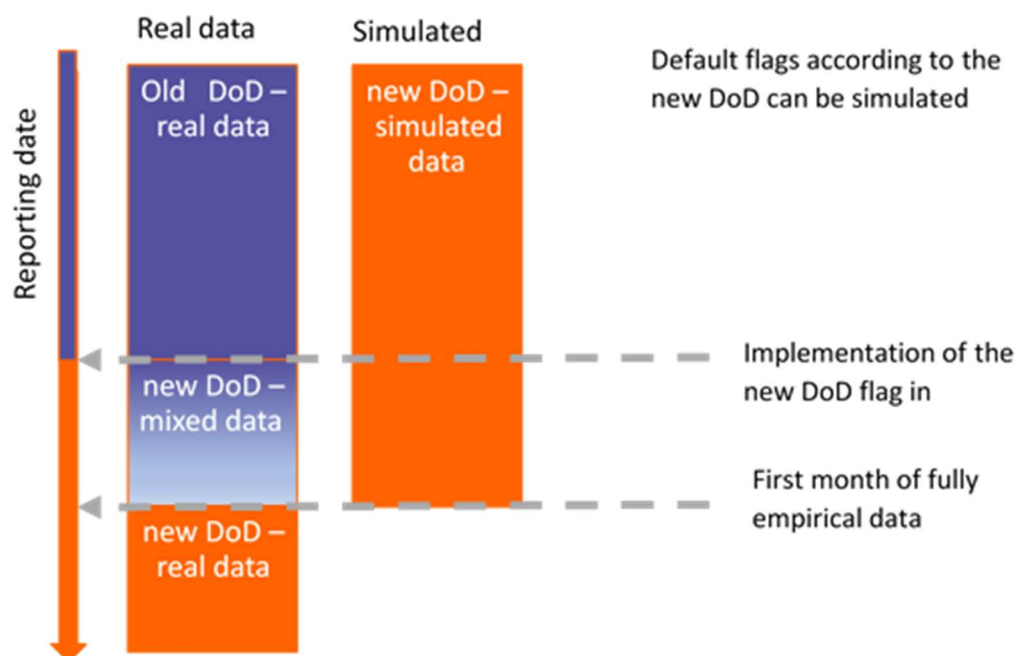 Real data
Simulated
Reporting date
Old DoD –
real data
new DoD –
simulated
data
Default flags according to the
new DoD can be simulated
new DoD –
mixed data
Implementation of the
new DoD flag in
First month of fully
empirical data
new DoD –
real data